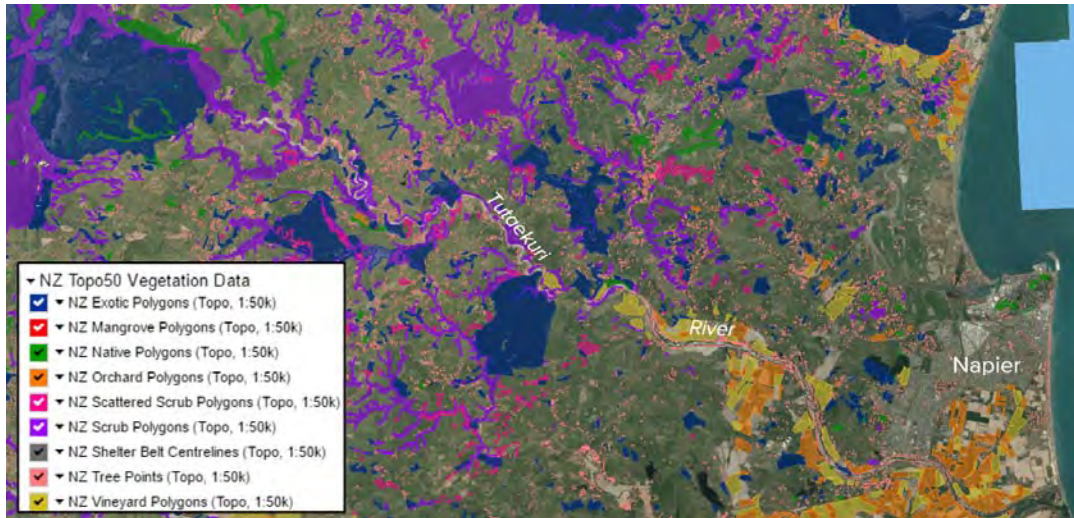 Tutaekuri
River
Napier
NZ Topo50 Vegetation Data
NZ Exotic Polygons (Topo, 1:50k)
NZ Mangrove Polygons (Topo, 1:50k)
NZ Native Polygons (Topo, 1:50k)
NZ Orchard Polygons (Topo, 1:50k)
NZ Scattered Scrub Polygons (Topo, 1:50k)
NZ Scrub Polygons (Topo, 1:50k)
NZ Shelter Belt Centrelines (Topo, 1:50k)
NZ Tree Points (Topo, 1:50k)
NZ Vineyard Polygons (Topo, 1:50k)